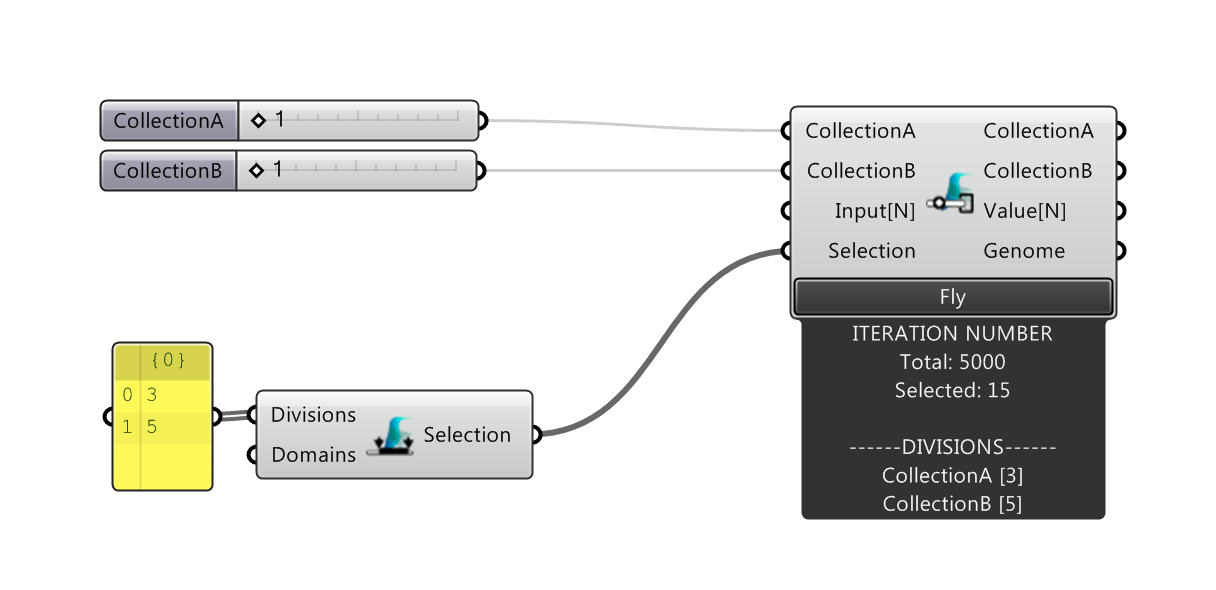 CollectionA 1
CollectionB 1
CollectionA CollectionA
CollectionB CollectionB
Input[N] Value[N]
Selection Genome
Fly
ITERATION NUMBER
Total: 5000
Selected: 15
------DIVISIONS------
CollectionA [3]
CollectionB [5]
{0}
0 3
1 5
Divisions
Domains
Selection